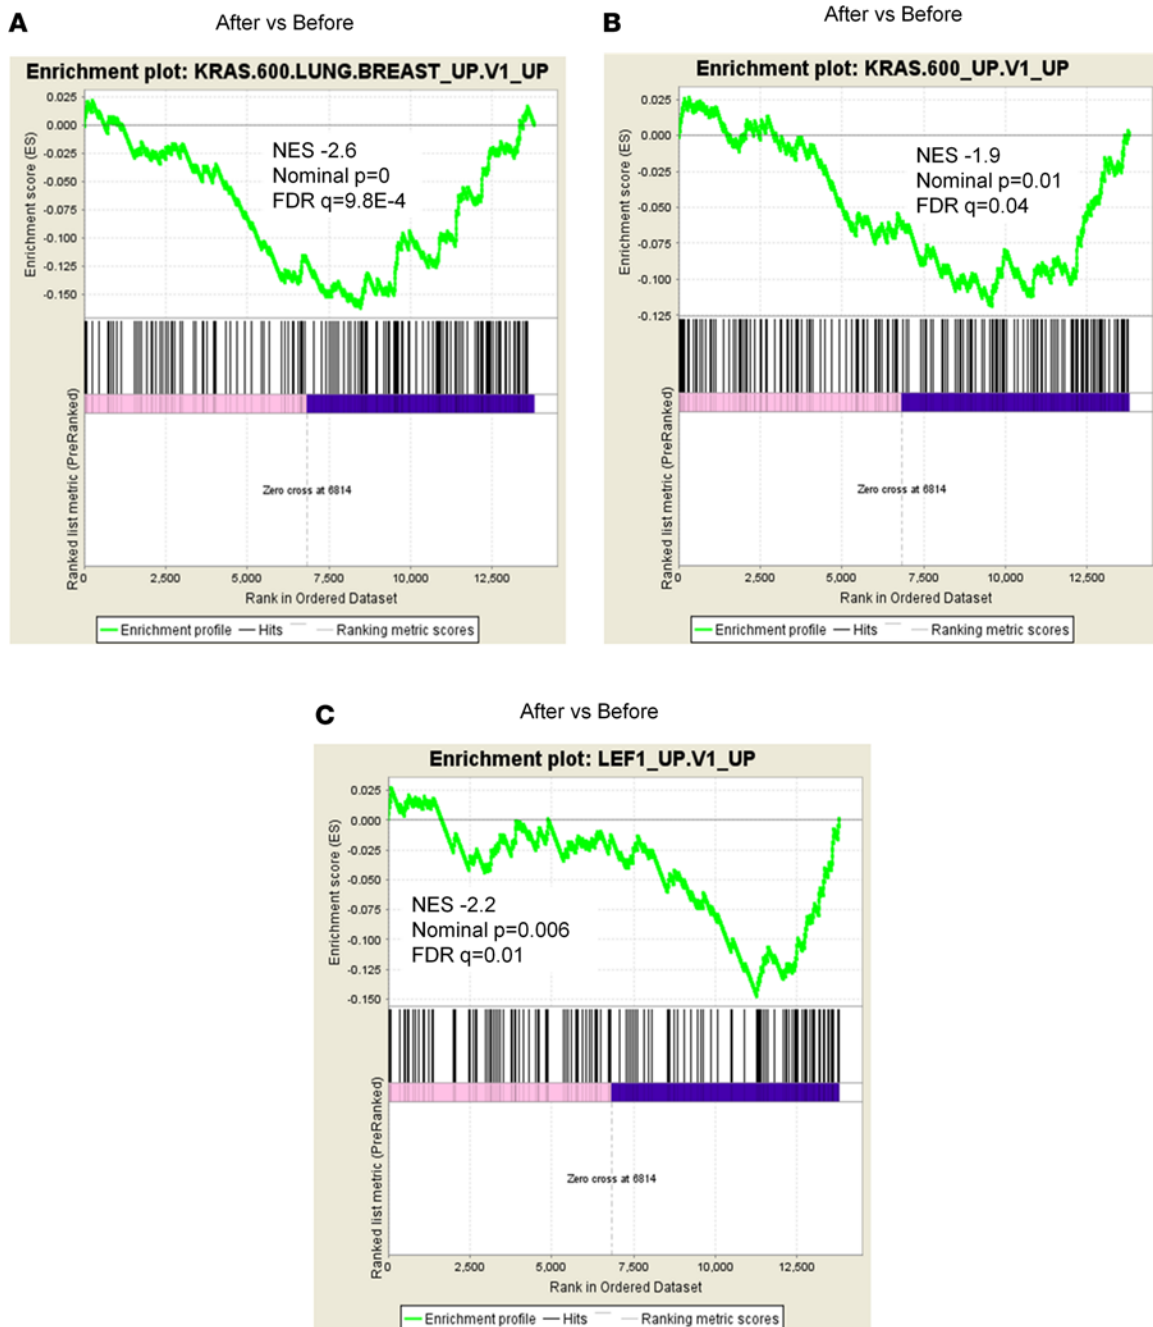 A
After vs Before
Enrichment plot: KRAS.600.LUNG.BREAST_UP.V1_UP
Enrichment score (ES)
0.025
0.000
-0.025
-0.050
-0.075
-0.100
-0.125
-0.150
NES -2.6
Nominal p=0
FDR q=9.8E-4
Ranked list metric (PreRanked)
Zero cross at 6814
0 2,500 5,000 7,500 10,000 12,500
Rank in Ordered Dataset
Enrichment profile Hits Ranking metric scores
B
After vs Before
Enrichment plot: KRAS.600_UP.V1_UP
Enrichment score (ES)
0.025
0.000
-0.025
-0.050
-0.075
-0.100
-0.125
NES -1.9
Nominal p=0.01
FDR q=0.04
Ranked list metric (PreRanked)
Zero cross at 6814
0 2,500 5,000 7,500 10,000 12,500
Rank in Ordered Dataset
Enrichment profile Hits Ranking metric scores
C
After vs Before
Enrichment plot: LEF1_UP.V1_UP
Enrichment score (ES)
0.025
0.000
-0.025
-0.050
-0.075
-0.100
-0.125
-0.150
NES -2.2
Nominal p=0.006
FDR q=0.01
Ranked list metric (PreRanked)
Zero cross at 6814
0 2,500 5,000 7,500 10,000 12,500
Rank in Ordered Dataset
Enrichment profile Hits Ranking metric scores